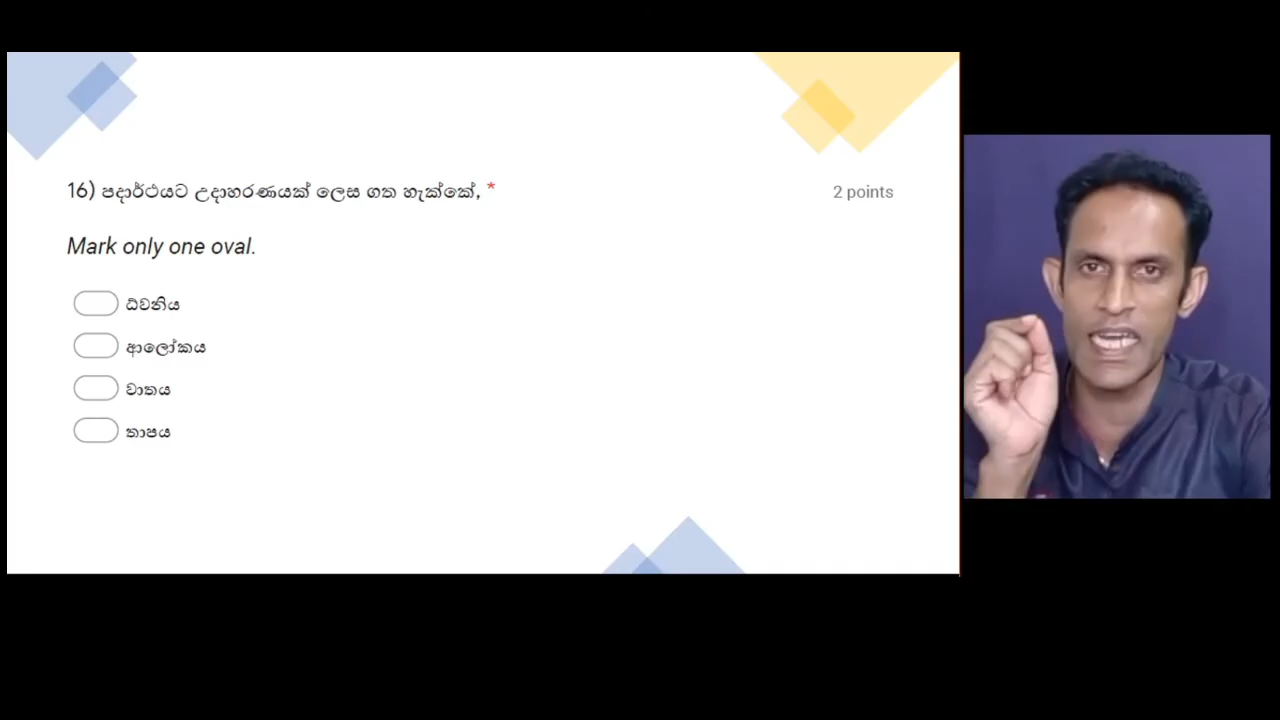 16) පදාර්ථයට උදාහරණයක් ලෙස ගත හැක්කේ, *
2 points
Mark only one oval.
ධ්වනිය
ආලෝකය
වාතය
තාපය